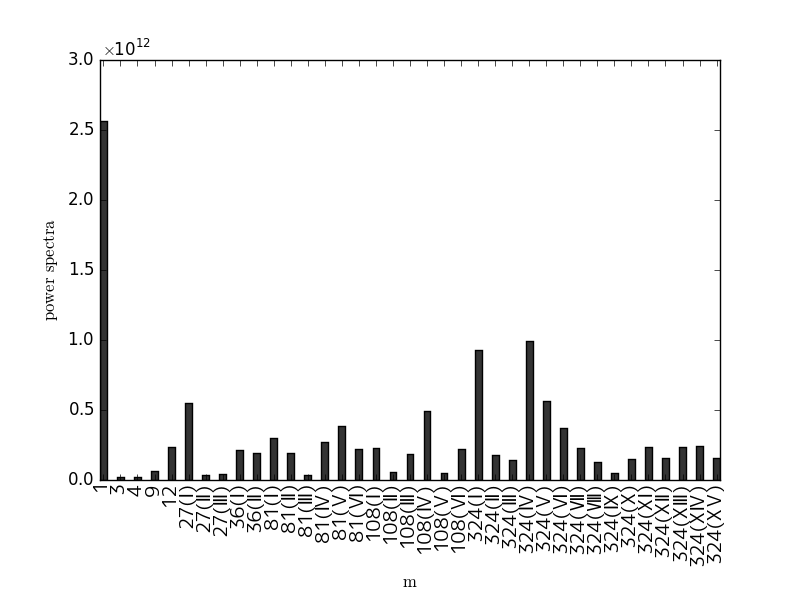 ×10¹²
3.0
2.5
2.0
1.5
1.0
0.5
0.0
power spectra
1
3
4
9
12
27(I)
27(II)
27(III)
36(I)
36(II)
81(I)
81(II)
81(III)
81(IV)
81(V)
81(VI)
108(I)
108(II)
108(III)
108(IV)
108(V)
108(VI)
324(I)
324(II)
324(III)
324(IV)
324(V)
324(VI)
324(VII)
324(VIII)
324(IX)
324(X)
324(XI)
324(XII)
324(XIII)
324(XIV)
324(XV)
m